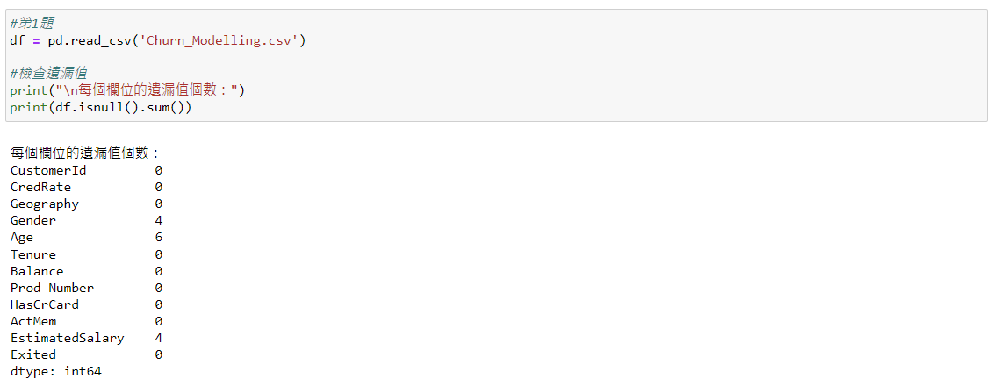 #第1題
df = pd.read_csv('Churn_Modelling.csv')
#檢查遺漏值
print("\n每個欄位的遺漏值個數：")
print(df.isnull().sum())
每個欄位的遺漏值個數：
CustomerId 0
CredRate 0
Geography 0
Gender 4
Age 6
Tenure 0
Balance 0
Prod Number 0
HasCrCard 0
ActMem 0
EstimatedSalary 4
Exited 0
dtype: int64